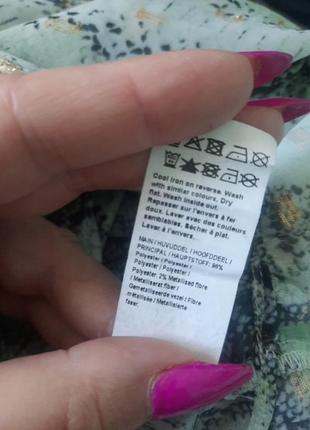 Cool iron on reverse. Wash
with similar colours. Dry
flat. Wash inside out.
Repasser sur l'envers à fer
doux. Laver avec des couleurs
semblables. Sécher à plat.
Laver à l'envers.
MAIN / HUVUDDEL / HOOFDDEEL /
PRINCIPAL / HAUPTSTOFF: 98%
Polyester / Polyester /
Polyester / Polyester /
Polyester. 2% Metallised fibre
/ Metalliserat fiber /
Gemetalliseerde vezel / Fibre
métallisée / Metallisierte
faser.